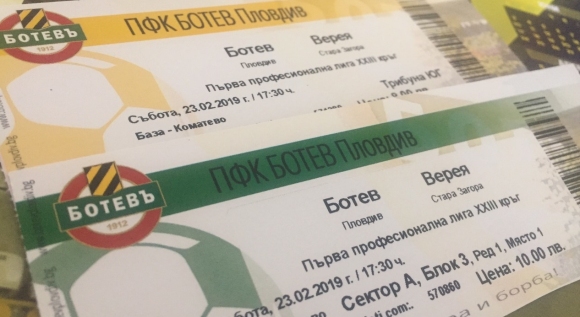 ПФК БОТЕВ Пловдив
БОТЕВЪ
1912
Ботев Верея
Пловдив Стара Загора
Първа професионална лига XXIII кръг
Събота, 23.02.2019 г. / 17:30 ч. Трибуна ЮГ
База - Коматево
ПФК БОТЕВ Пловдив
БОТЕВЪ
1912
Ботев Верея
Пловдив Стара Загора
Първа професионална лига XXIII кръг
23.02.2019 г. / 17:30 ч. Сектор А, Блок 3, Ред 1, Място 1
570860 Цена: 10.00 лв.
и борба!